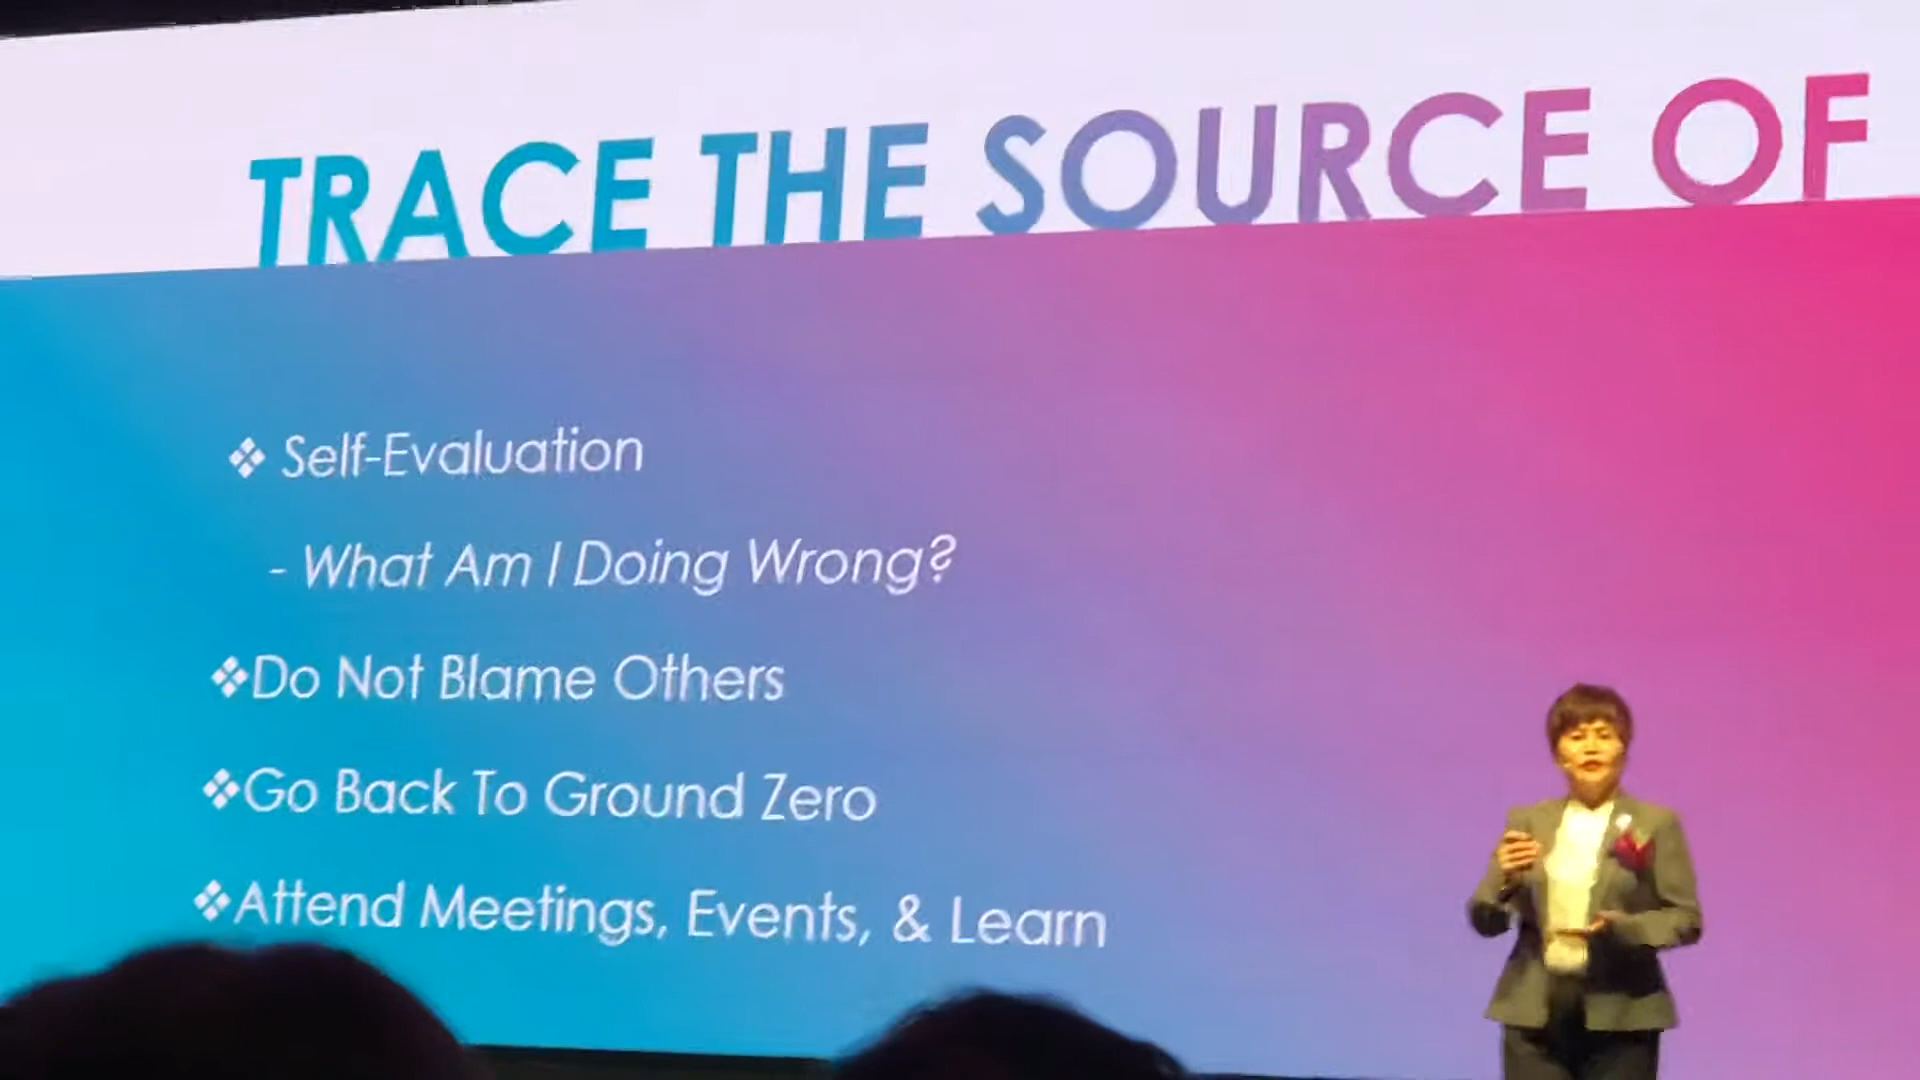 TRACE THE SOURCE OF
❖ Self-Evaluation
- What Am I Doing Wrong?
❖Do Not Blame Others
❖Go Back To Ground Zero
❖Attend Meetings, Events, & Learn